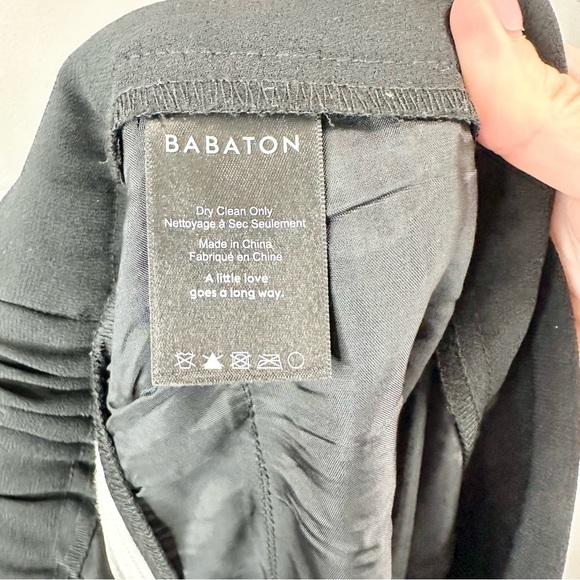 BABATON
Dry Clean Only
Nettoyage à Sec Seulement
Made in China
Fabriqué en Chine
A little love
goes a long way.